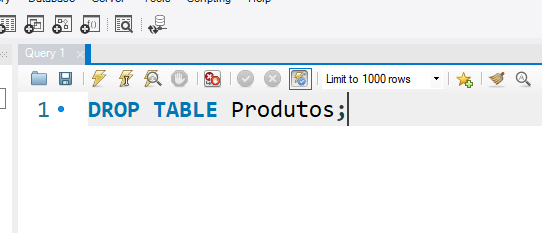 Query 1
Limit to 1000 rows
1 DROP TABLE Produtos;